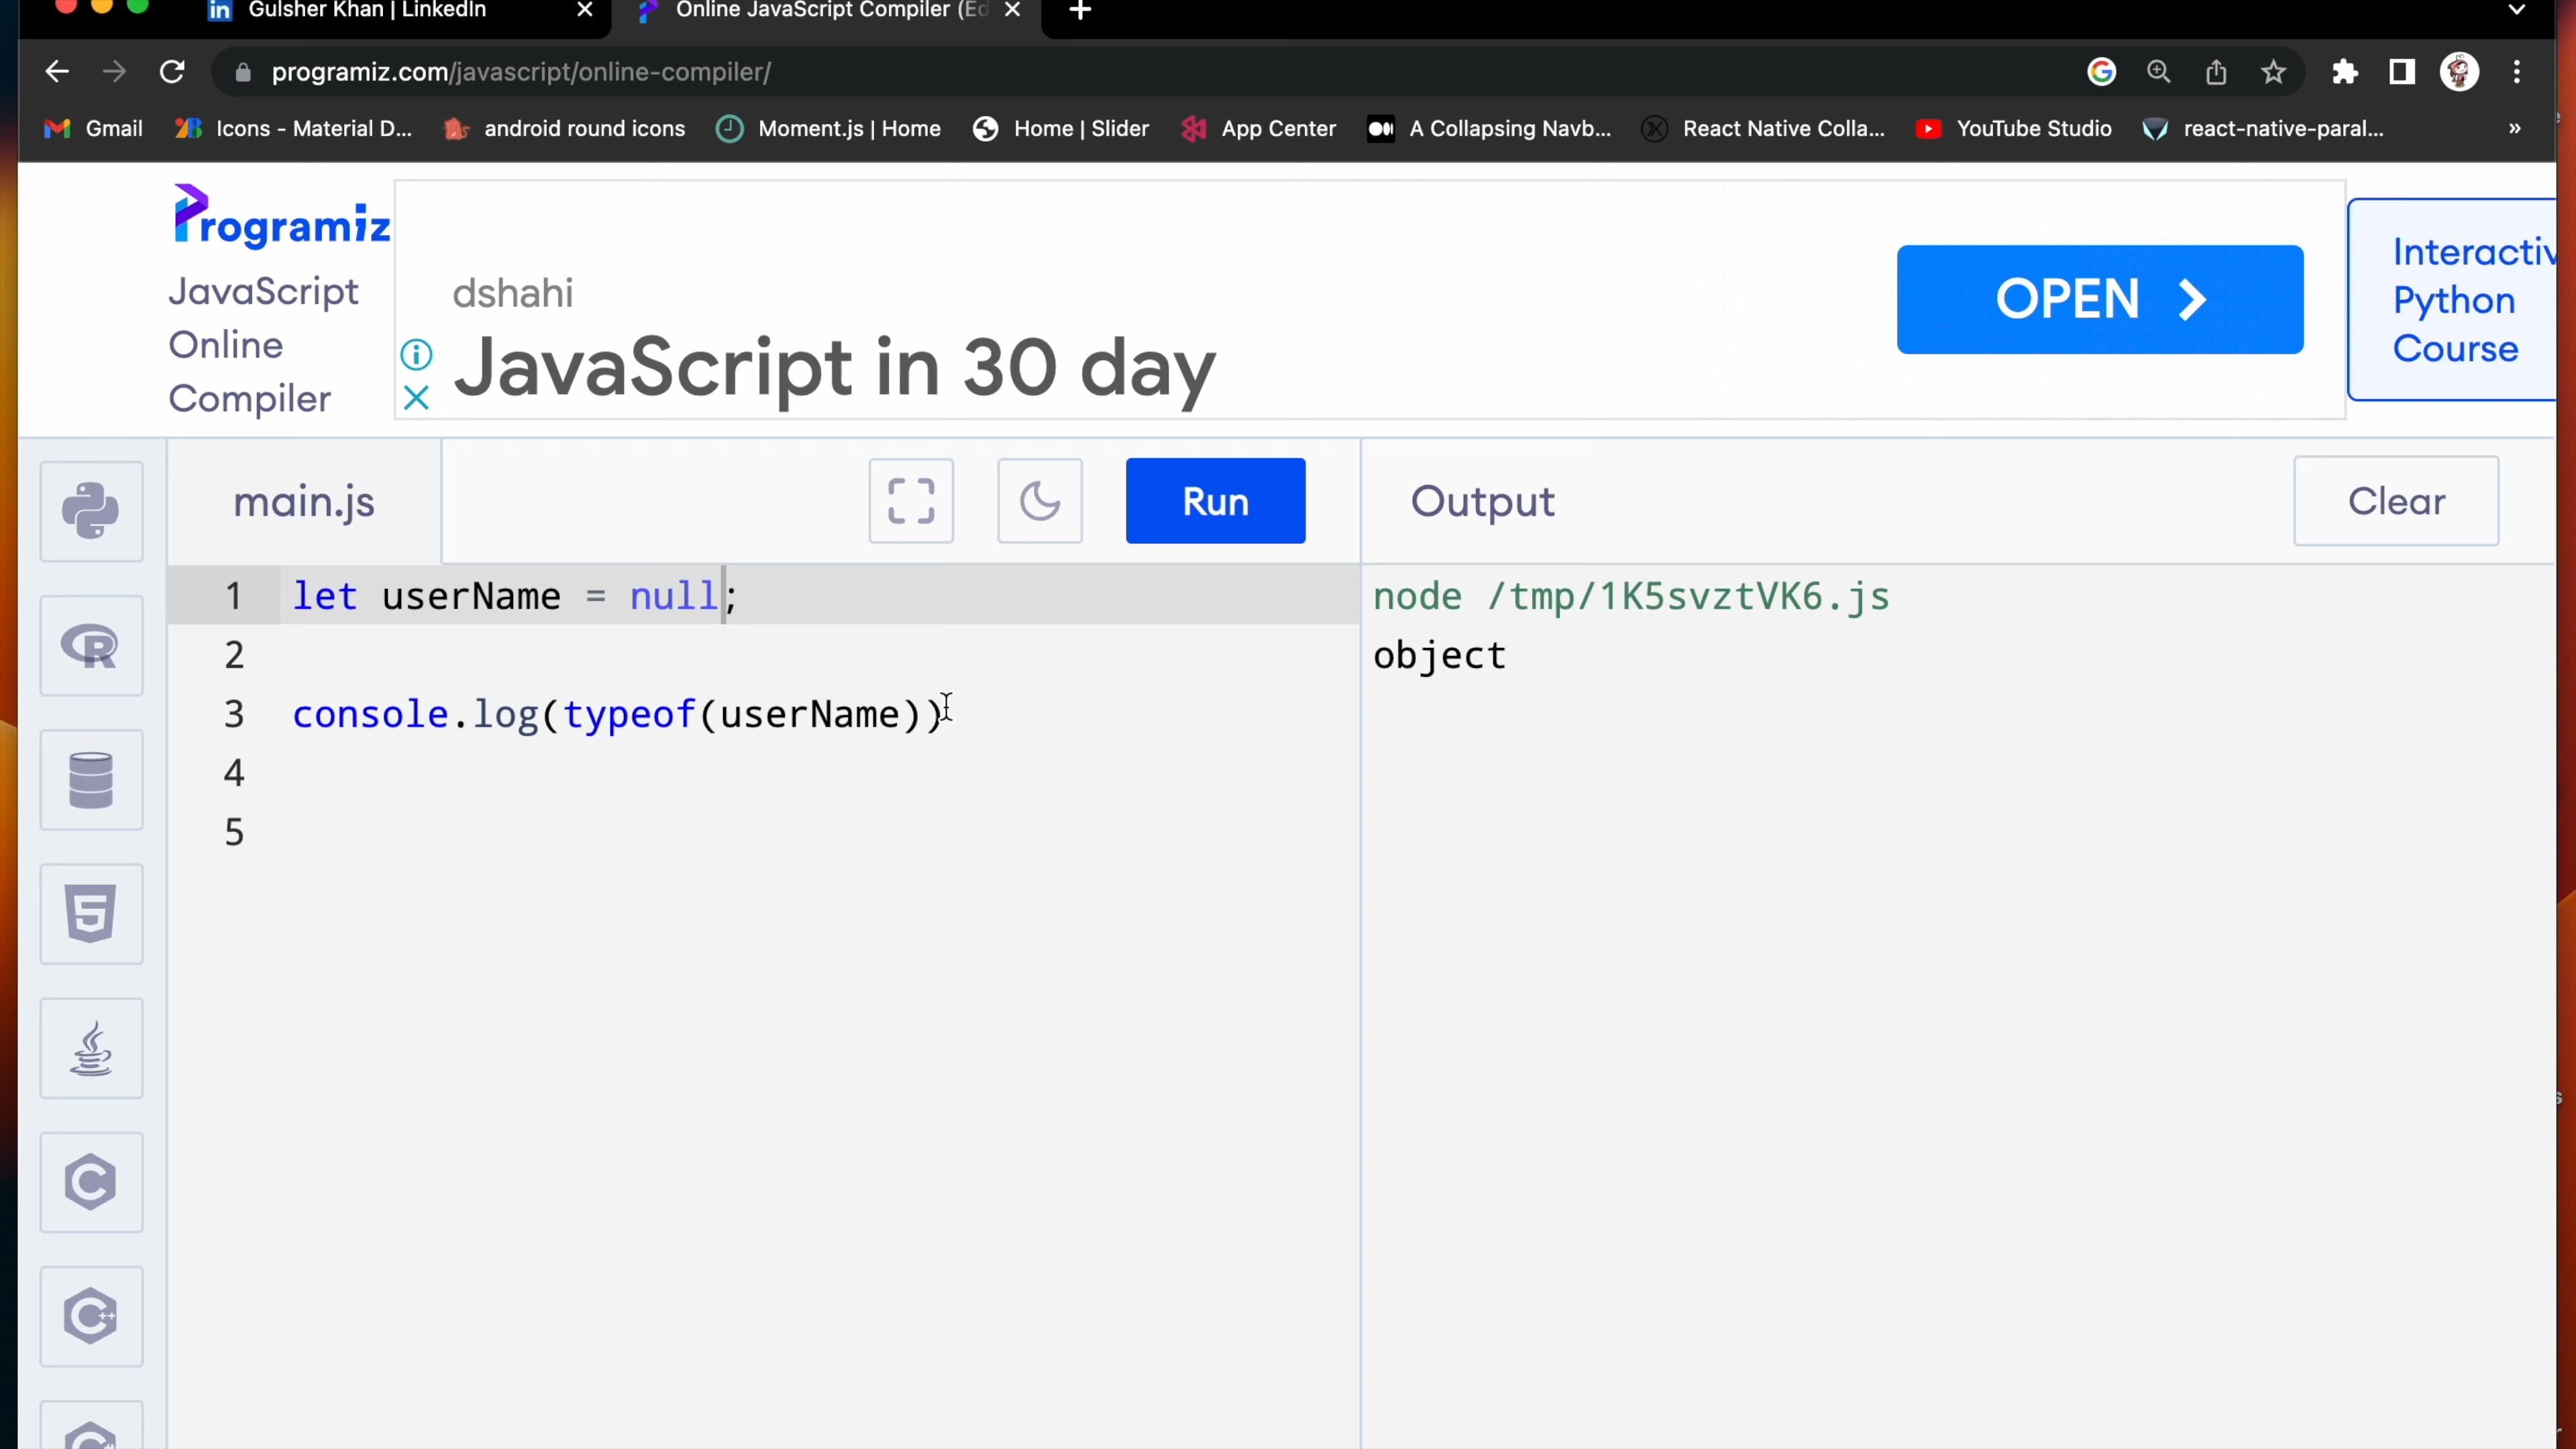 Gulsher Khan | LinkedIn
Online JavaScript Compiler (Ed
programiz.com/javascript/online-compiler/
Gmail
Icons - Material D...
android round icons
Moment.js | Home
Home | Slider
App Center
A Collapsing Navb...
React Native Colla...
YouTube Studio
react-native-paral...
»
Programiz
JavaScript
Online
Compiler
dshahi
JavaScript in 30 day
OPEN
Interactiv
Python
Course
main.js
Run
Output
Clear
1 let userName = null;
2
3 console.log(typeof(userName))
4
5
node /tmp/1K5svztVK6.js
object